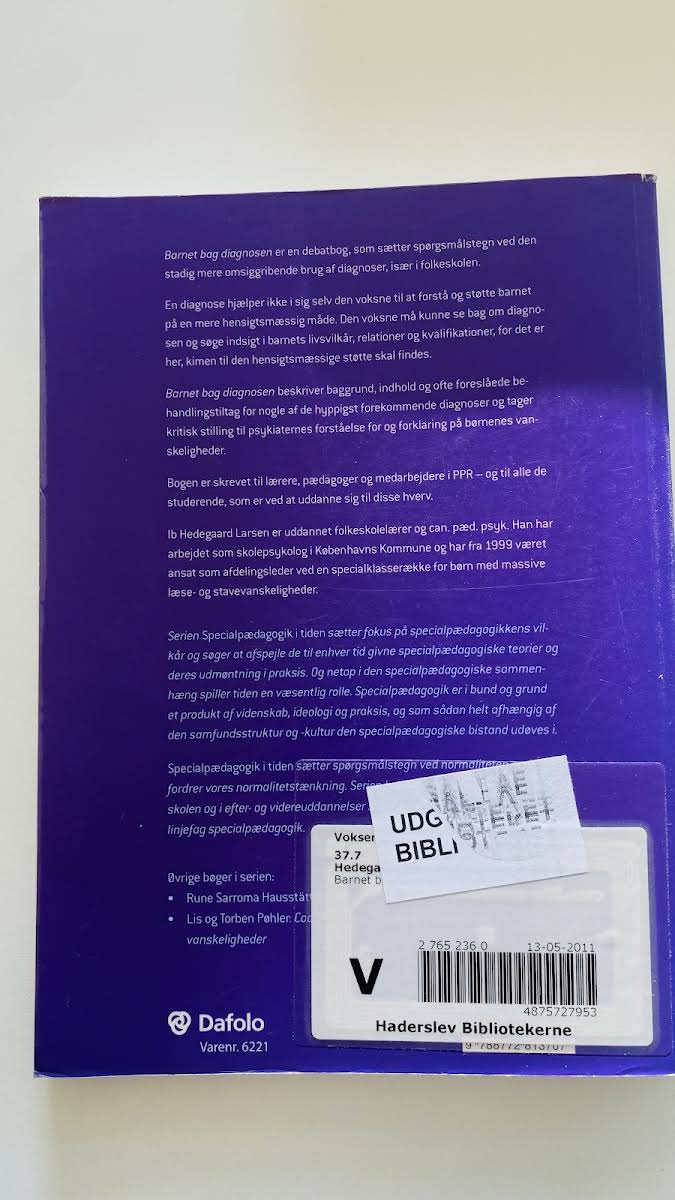 Barnet bag diagnosen er en debatbog, som sætter spørgsmålstegn ved den
stadig mere omsiggribende brug af diagnoser, især i folkeskolen.
En diagnose hjælper ikke i sig selv den voksne til at forstå og støtte barnet
på en mere hensigtsmæssig måde. Den voksne må kunne se bag om diagno-
sen og søge indsigt i barnets livsvilkår, relationer og kvalifikationer, for det er
her, kimen til den hensigtsmæssige støtte skal findes.
Barnet bag diagnosen beskriver baggrund, indhold og ofte foreslåede be-
handlingstiltag for nogle af de hyppigst forekommende diagnoser og tager
kritisk stilling til psykiaternes forståelse for og forklaring på børnenes van-
skeligheder.
Bogen er skrevet til lærere, pædagoger og medarbejdere i PPR – og til alle de
studerende, som er ved at uddanne sig til disse hverv.
Ib Hedegaard Larsen er uddannet folkeskolelærer og can. pæd. psyk. Han har
arbejdet som skolepsykolog i Københavns Kommune og har fra 1999 været
ansat som afdelingsleder ved en specialklasserække for børn med massive
læse- og stavevanskeligheder.
Serien Specialpædagogik i tiden sætter fokus på specialpædagogikkens vil-
kår og søger at afspejle de til enhver tid givne specialpædagogiske teorier og
deres udmøntning i praksis. Og netop i den specialpædagogiske sammen-
hæng spiller tiden en væsentlig rolle. Specialpædagogik er i bund og grund
et produkt af videnskab, ideologi og praksis, og som sådan helt afhængig af
den samfundsstruktur og -kultur den specialpædagogiske bistand udøves i.
Specialpædagogik i tiden sætter spørgsmålstegn ved normaliteten
fordrer vores normalitetstænkning. Serien
skolen og i efter- og videreuddannelser
linjefag specialpædagogik.
Øvrige bøger i serien:
• Rune Sarroma Hausstätt
• Lis og Torben Pøhler: Coa
vanskeligheder
Dafolo
Varenr. 6221
UDG
BIBLI
Voksen
37.7
Hedega
Barnet b
2 765 236 0 13-05-2011
V
4875727953
Haderslev Bibliotekerne
9 788772 813707